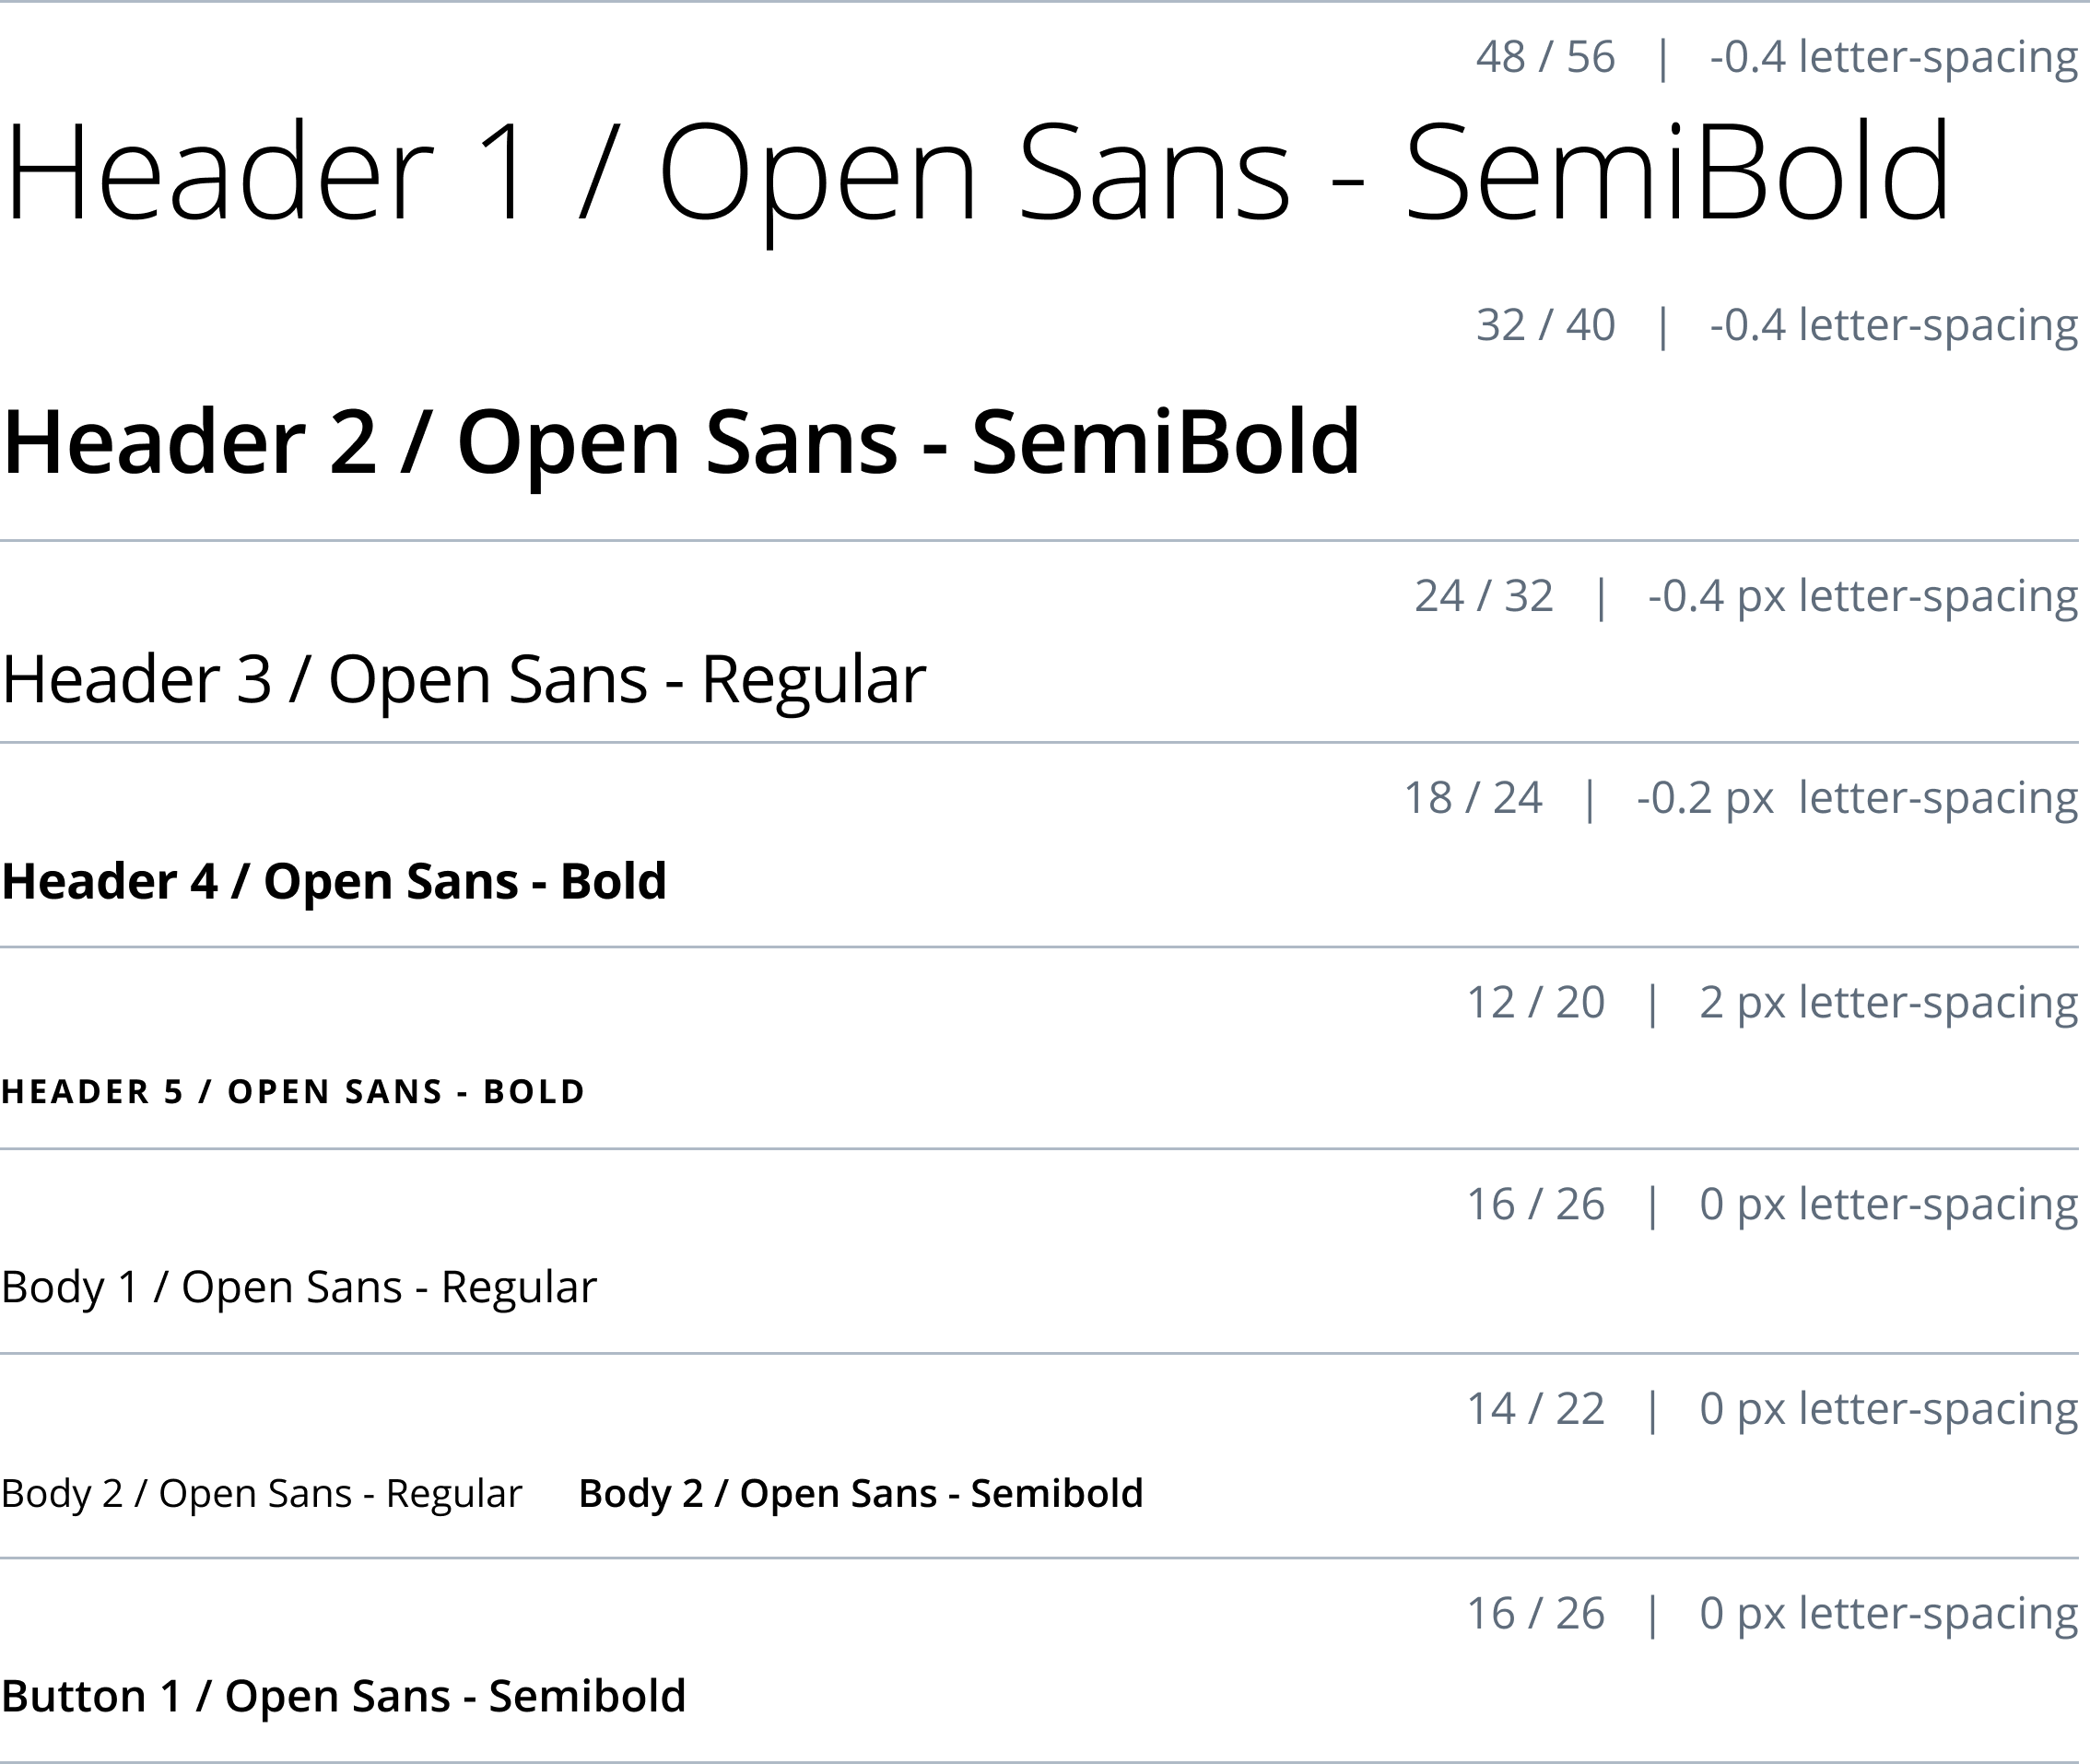 48 / 56 | -0.4 letter-spacing
Header 1 / Open Sans - SemiBold
32 / 40 | -0.4 letter-spacing
Header 2 / Open Sans - SemiBold
24 / 32 | -0.4 px letter-spacing
Header 3 / Open Sans - Regular
18 / 24 | -0.2 px letter-spacing
Header 4 / Open Sans - Bold
12 / 20 | 2 px letter-spacing
HEADER 5 / OPEN SANS - BOLD
16 / 26 | 0 px letter-spacing
Body 1 / Open Sans - Regular
14 / 22 | 0 px letter-spacing
Body 2 / Open Sans - Regular Body 2 / Open Sans - Semibold
16 / 26 | 0 px letter-spacing
Button 1 / Open Sans - Semibold